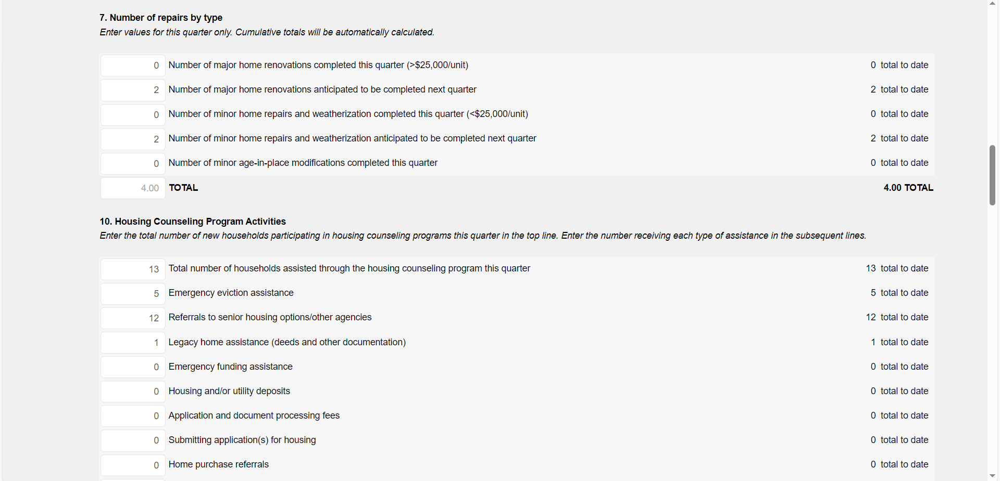 7. Number of repairs by type
Enter values for this quarter only. Cumulative totals will be automatically calculated.
0 Number of major home renovations completed this quarter (>$25,000/unit) 0 total to date
2 Number of major home renovations anticipated to be completed next quarter 2 total to date
0 Number of minor home repairs and weatherization completed this quarter (<$25,000/unit) 0 total to date
2 Number of minor home repairs and weatherization anticipated to be completed next quarter 2 total to date
0 Number of minor age-in-place modifications completed this quarter 0 total to date
4.00 TOTAL 4.00 TOTAL
10. Housing Counseling Program Activities
Enter the total number of new households participating in housing counseling programs this quarter in the top line. Enter the number receiving each type of assistance in the subsequent lines.
13 Total number of households assisted through the housing counseling program this quarter 13 total to date
5 Emergency eviction assistance 5 total to date
12 Referrals to senior housing options/other agencies 12 total to date
1 Legacy home assistance (deeds and other documentation) 1 total to date
0 Emergency funding assistance 0 total to date
0 Housing and/or utility deposits 0 total to date
0 Application and document processing fees 0 total to date
0 Submitting application(s) for housing 0 total to date
0 Home purchase referrals 0 total to date